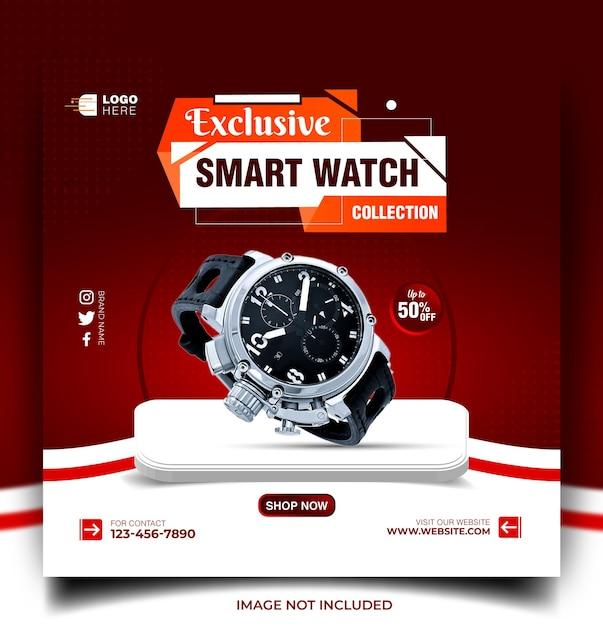 LOGO
HERE
Exclusive
SMART WATCH
COLLECTION
BRAND NAME
Up to
50%
OFF
SHOP NOW
FOR CONTACT
123-456-7890
VISIT OUR WEBSITE
WWW.WEBSITE.COM
IMAGE NOT INCLUDED